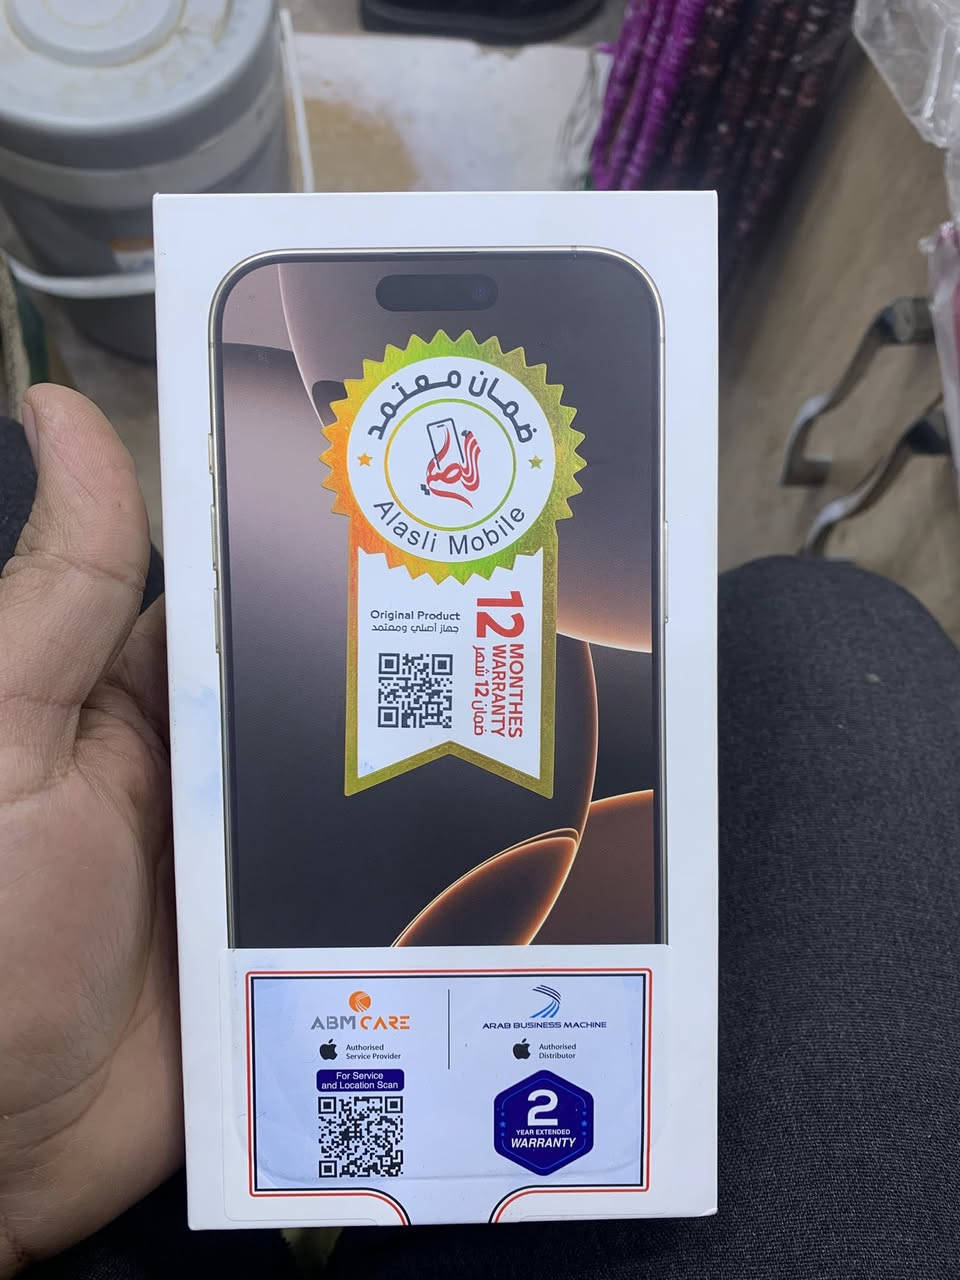 ضمان معتمد
الأصلي
Alasli Mobile
Original Product
جهاز أصلي ومعتمد
12
MONTHES
WARRANTY
ضمان 12 شهر
ABM CARE
Authorised
Service Provider
For Service
and Location Scan
ARAB BUSINESS MACHINE
Authorised
Distributor
2
YEAR EXTENDED
WARRANTY